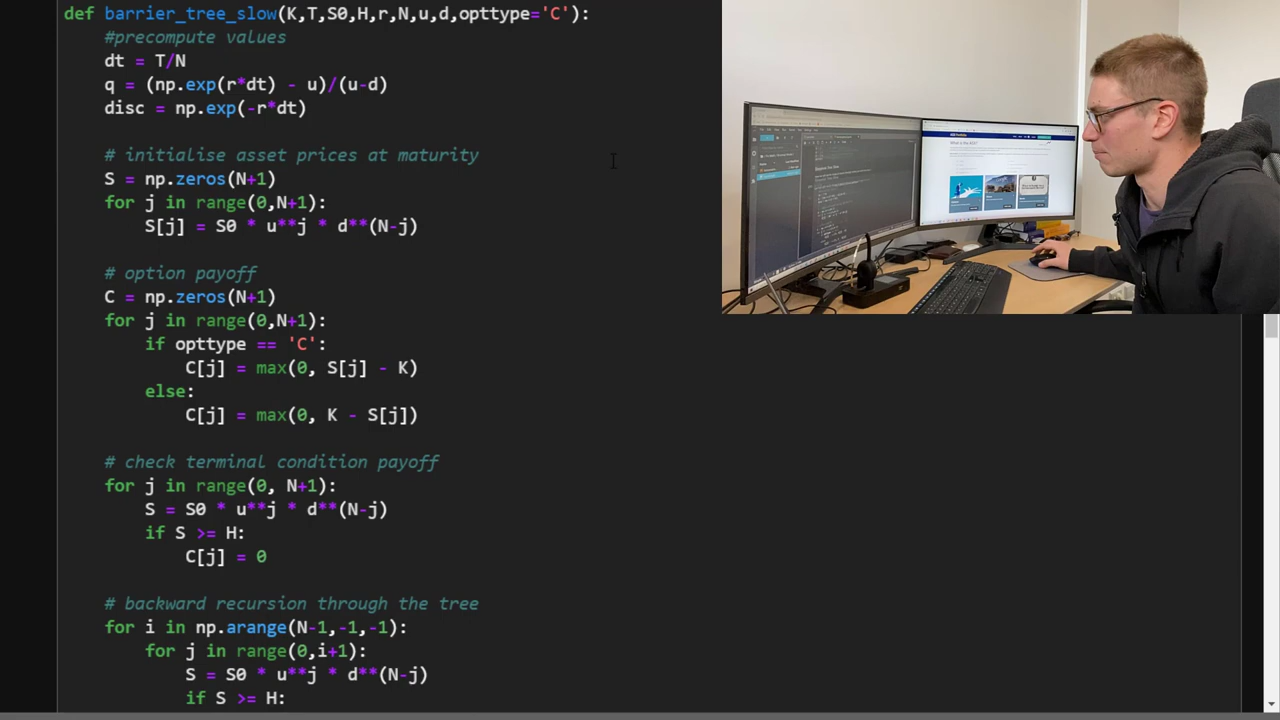 def barrier_tree_slow(K,T,S0,H,r,N,u,d,opttype='C'):
#precompute values
dt = T/N
q = (np.exp(r*dt) - u)/(u-d)
disc = np.exp(-r*dt)
# initialise asset prices at maturity
S = np.zeros(N+1)
for j in range(0,N+1):
S[j] = S0 * u**j * d**(N-j)
# option payoff
C = np.zeros(N+1)
for j in range(0,N+1):
if opttype == 'C':
C[j] = max(0, S[j] - K)
else:
C[j] = max(0, K - S[j])
# check terminal condition payoff
for j in range(0, N+1):
S = S0 * u**j * d**(N-j)
if S >= H:
C[j] = 0
# backward recursion through the tree
for i in np.arange(N-1,-1,-1):
for j in range(0,i+1):
S = S0 * u**j * d**(N-j)
if S >= H: